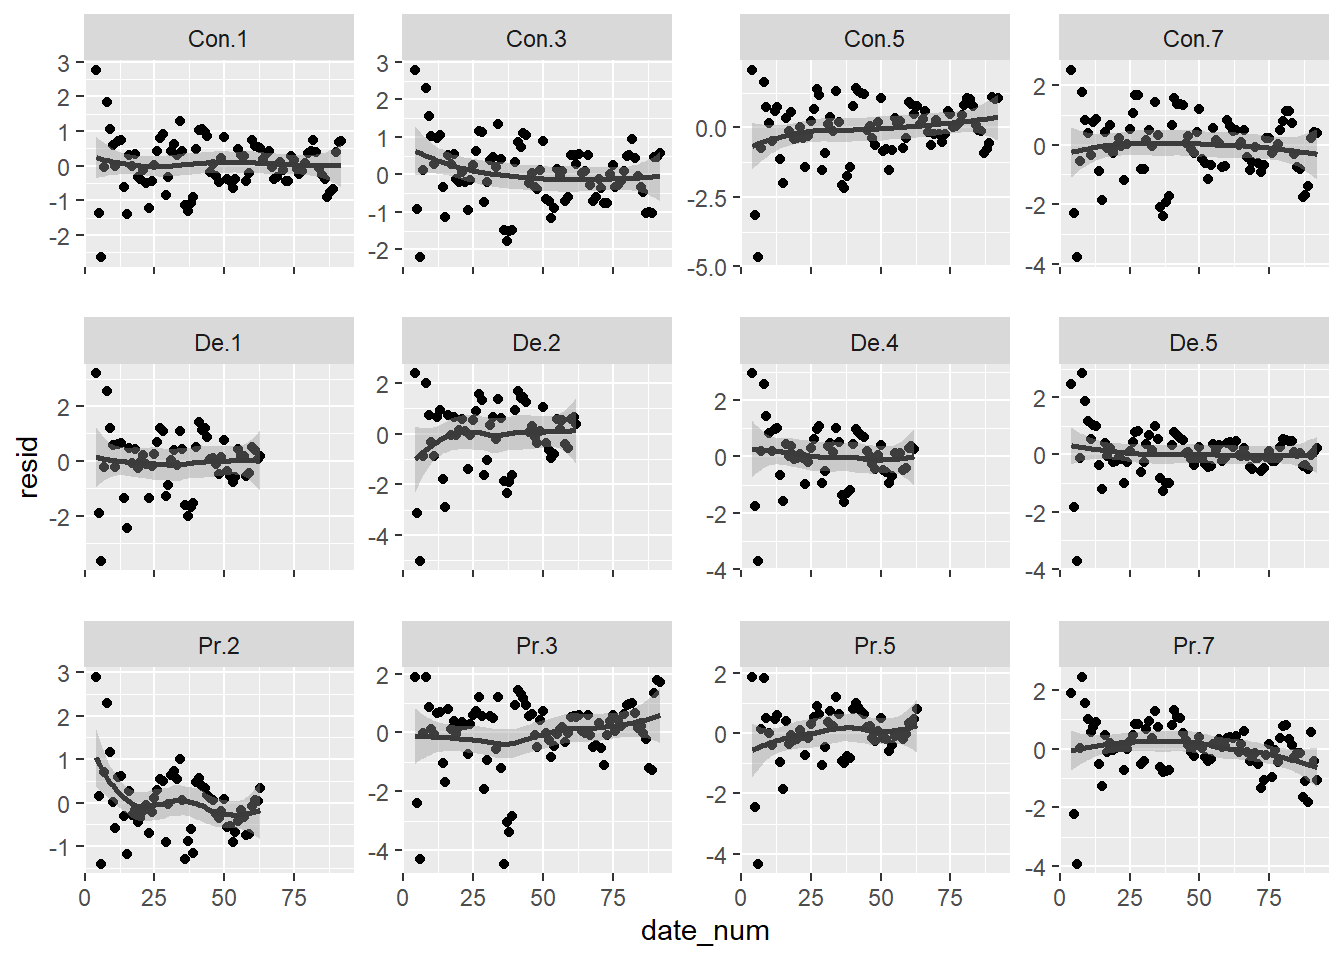 Con.1 Con.3 Con.5 Con.7
3 3 2
2 2 0.0
1 1 0
0 0 -2.5
-1 -1 -2
-2 -2 -5.0 -4
De.1 De.2 De.4 De.5
2 2 2 2
0 0 0 0
-2 -2 -2 -2
-4 -4 -4
resid
Pr.2 Pr.3 Pr.5 Pr.7
3 2 2 2
2 0 0 0
1 -2 -2 -2
0 -4 -4 -4
-1
0 25 50 75 0 25 50 75 0 25 50 75 0 25 50 75
date_num